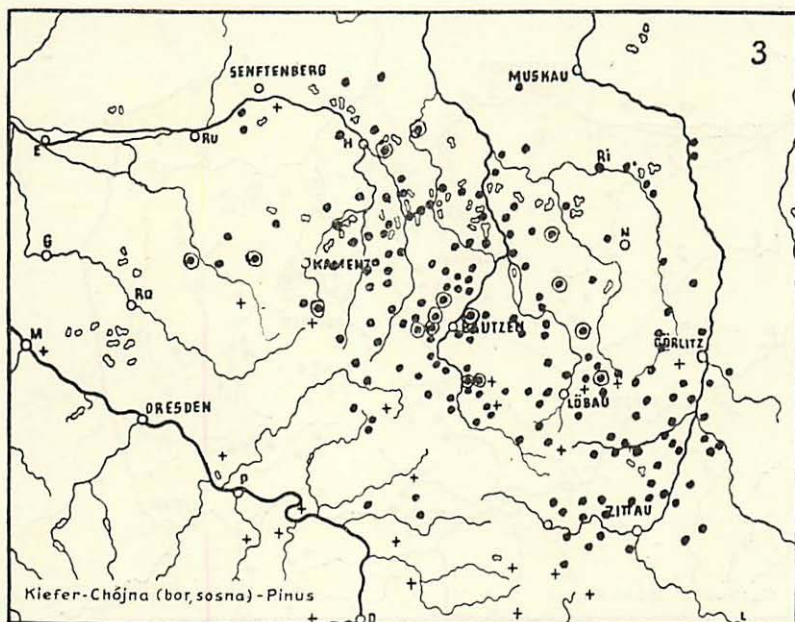 3
SENFTENBERG
MUSKAU
E
RU
H
Ri
G
KAMENZ
N
RO
M
BAUTZEN
GÖRLITZ
DRESDEN
LÖBAU
P
ZITTAU
Kiefer-Chójna (bor, sosna) - Pinus
D
L